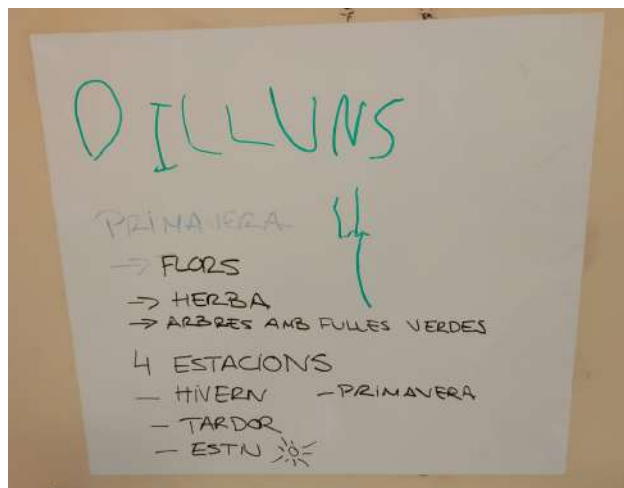 DILLUNS
4
PRIMAVERA
→ FLORS
→ HERBA
→ ARBRES AMB FULLES VERDES
4 ESTACIONS
- HIVERN - PRIMAVERA
- TARDOR
- ESTIU